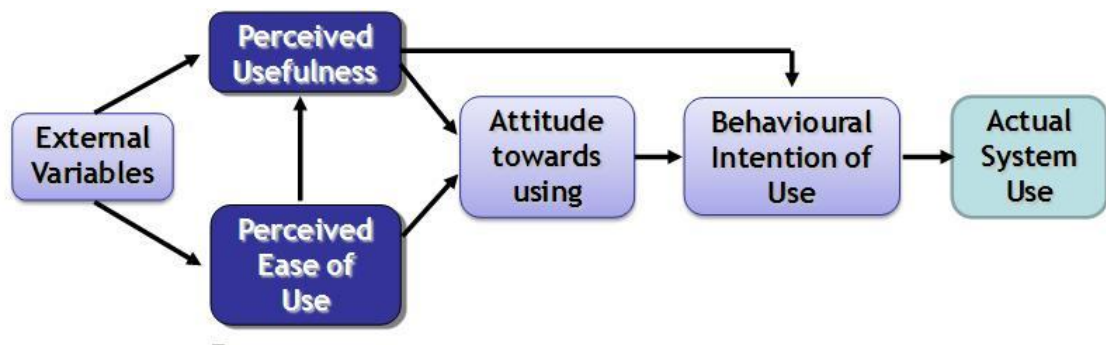 Perceived
Usefulness
External
Variables
Perceived
Ease of
Use
Attitude
towards
using
Behavioural
Intention of
Use
Actual
System
Use